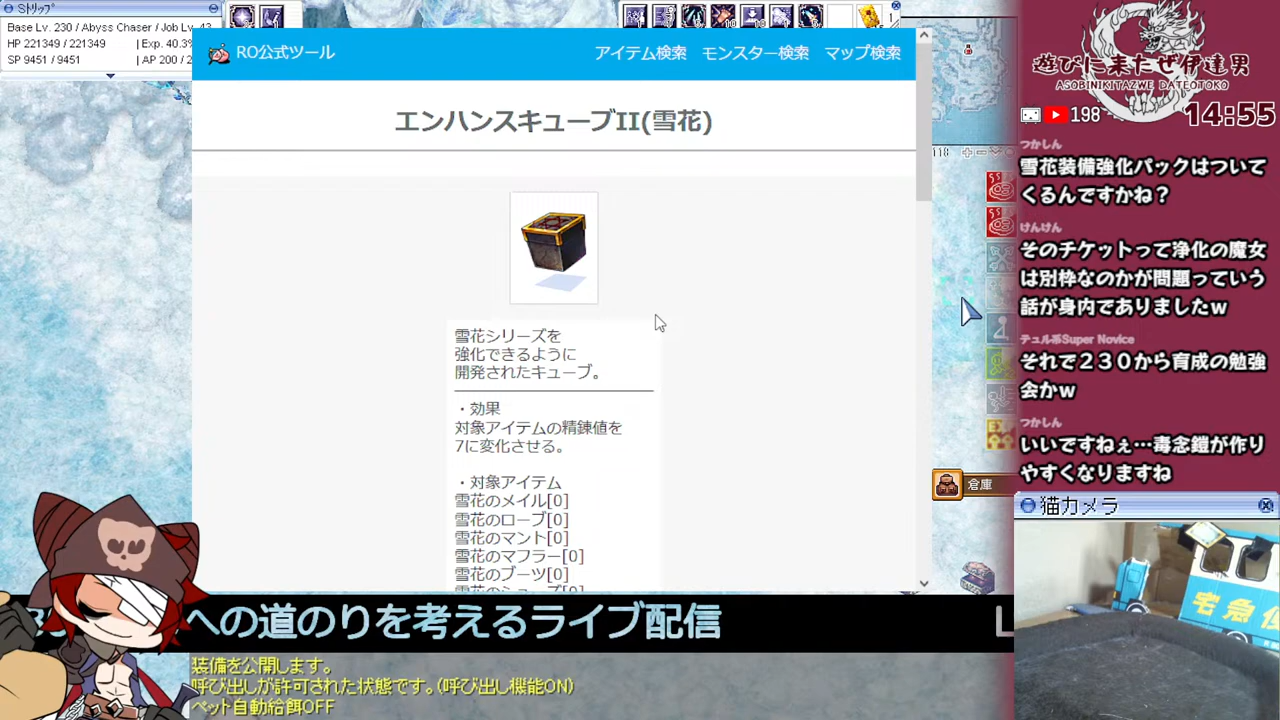 ｽﾄﾘｯﾌﾟ
Base Lv. 230 / Abyss Chaser / Job Lv. 43
HP 221349 / 221349 | Exp. 40.3%
SP 9451 / 9451 | AP 200 / 2
RO公式ツール
アイテム検索 モンスター検索 マップ検索
エンハンスキューブII(雪花)
雪花シリーズを
強化できるように
開発されたキューブ。
・効果
対象アイテムの精錬値を
7に変化させる。
・対象アイテム
雪花のメイル[0]
雪花のローブ[0]
雪花のマント[0]
雪花のマフラー[0]
雪花のブーツ[0]
雪花のシューズ[0]
118
倉庫
遊びに来たぜ伊達男
ASOBINIKITAZWE DATEOTOKO
198
14:55
つかしん
雪花装備強化パックはついて
くるんですかね？
けんけん
そのチケットって浄化の魔女
は別枠なのかが問題っていう
話が身内でありましたｗ
テュル系Super Novice
それで２３０から育成の勉強
会かｗ
つかしん
いいですねぇ…毒念鎧が作り
やすくなりますね
猫カメラ
宅急
への道のりを考えるライブ配信
装備を公開します。
呼び出しが許可された状態です。(呼び出し機能ON)
ペット自動給餌OFF